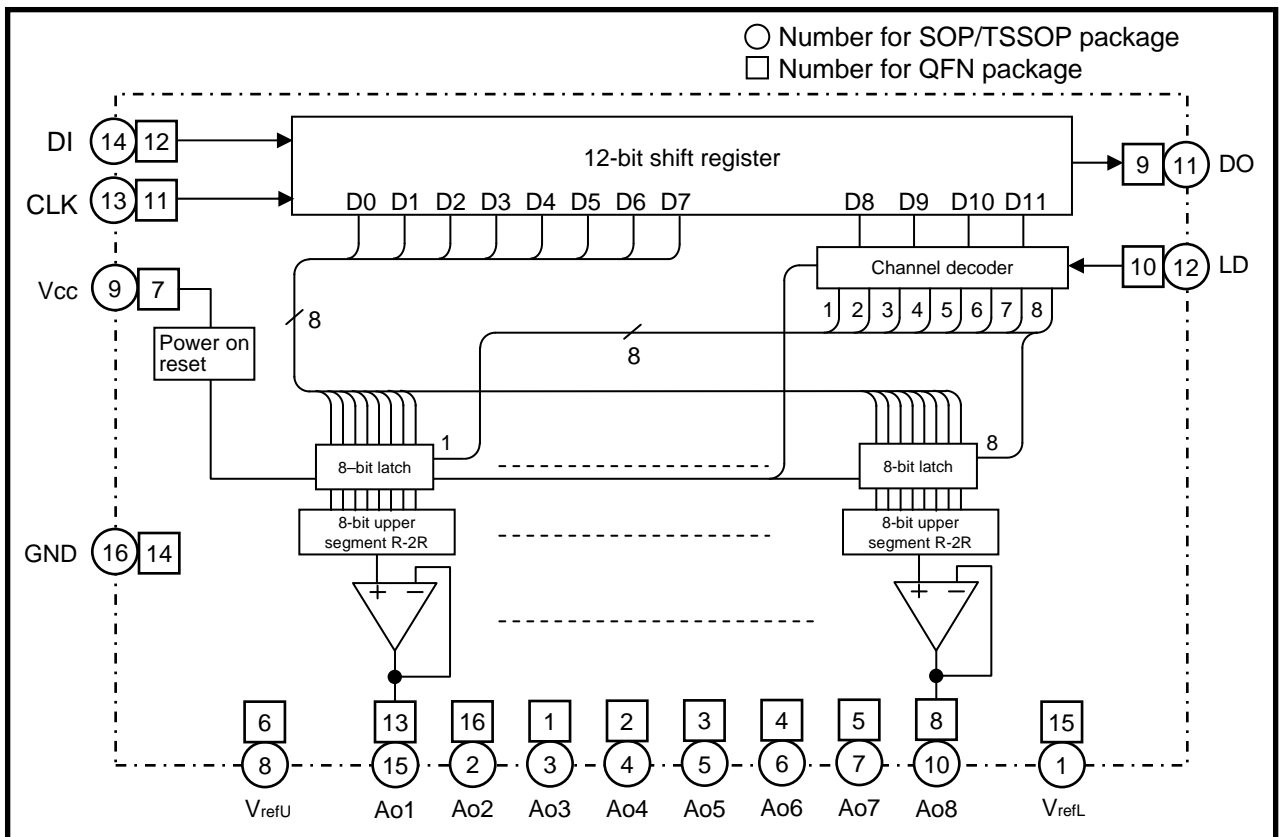 Number for SOP/TSSOP package
Number for QFN package
DI 14 12
12-bit shift register
9 11 DO
CLK 13 11
D0 D1 D2 D3 D4 D5 D6 D7 D8 D9 D10 D11
Vcc 9 7
Channel decoder
10 12 LD
1 2 3 4 5 6 7 8
8
8
Power on
reset
1
8
8–bit latch
8-bit latch
8-bit upper
segment R-2R
8-bit upper
segment R-2R
GND 16 14
+ −
+ −
6 13 16 1 2 3 4 5 8 15
8 15 2 3 4 5 6 7 10 1
VrefU Ao1 Ao2 Ao3 Ao4 Ao5 Ao6 Ao7 Ao8 VrefL